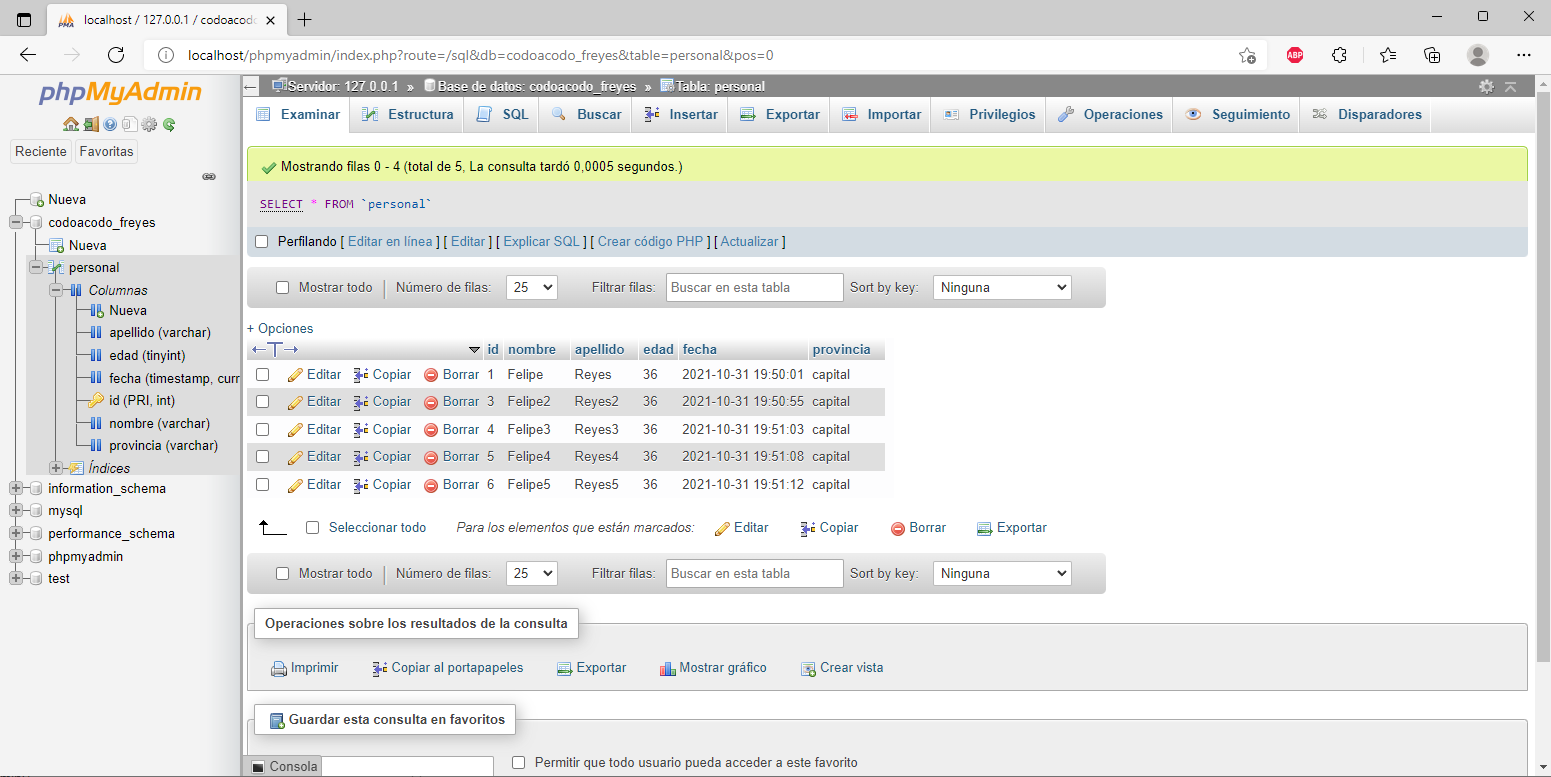 localhost / 127.0.0.1 / codoacodo
localhost/phpmyadmin/index.php?route=/sql&db=codoacodo_freyes&table=personal&pos=0
ABP
phpMyAdmin
Reciente Favoritas
Nueva
codoacodo_freyes
Nueva
personal
Columnas
Nueva
apellido (varchar)
edad (tinyint)
fecha (timestamp, curr
id (PRI, int)
nombre (varchar)
provincia (varchar)
Índices
information_schema
mysql
performance_schema
phpmyadmin
test
Servidor: 127.0.0.1 » Base de datos: codoacodo_freyes » Tabla: personal
Examinar Estructura SQL Buscar Insertar Exportar Importar Privilegios Operaciones Seguimiento Disparadores
Mostrando filas 0 - 4 (total de 5, La consulta tardó 0,0005 segundos.)
SELECT * FROM `personal`
Perfilando [ Editar en línea ] [ Editar ] [ Explicar SQL ] [ Crear código PHP ] [ Actualizar ]
Mostrar todo Número de filas: 25 Filtrar filas: Buscar en esta tabla Sort by key: Ninguna
+ Opciones
←T→ id nombre apellido edad fecha provincia
Editar Copiar Borrar 1 Felipe Reyes 36 2021-10-31 19:50:01 capital
Editar Copiar Borrar 3 Felipe2 Reyes2 36 2021-10-31 19:50:55 capital
Editar Copiar Borrar 4 Felipe3 Reyes3 36 2021-10-31 19:51:03 capital
Editar Copiar Borrar 5 Felipe4 Reyes4 36 2021-10-31 19:51:08 capital
Editar Copiar Borrar 6 Felipe5 Reyes5 36 2021-10-31 19:51:12 capital
Seleccionar todo Para los elementos que están marcados: Editar Copiar Borrar Exportar
Mostrar todo Número de filas: 25 Filtrar filas: Buscar en esta tabla Sort by key: Ninguna
Operaciones sobre los resultados de la consulta
Imprimir Copiar al portapapeles Exportar Mostrar gráfico Crear vista
Guardar esta consulta en favoritos
Consola
Permitir que todo usuario pueda acceder a este favorito